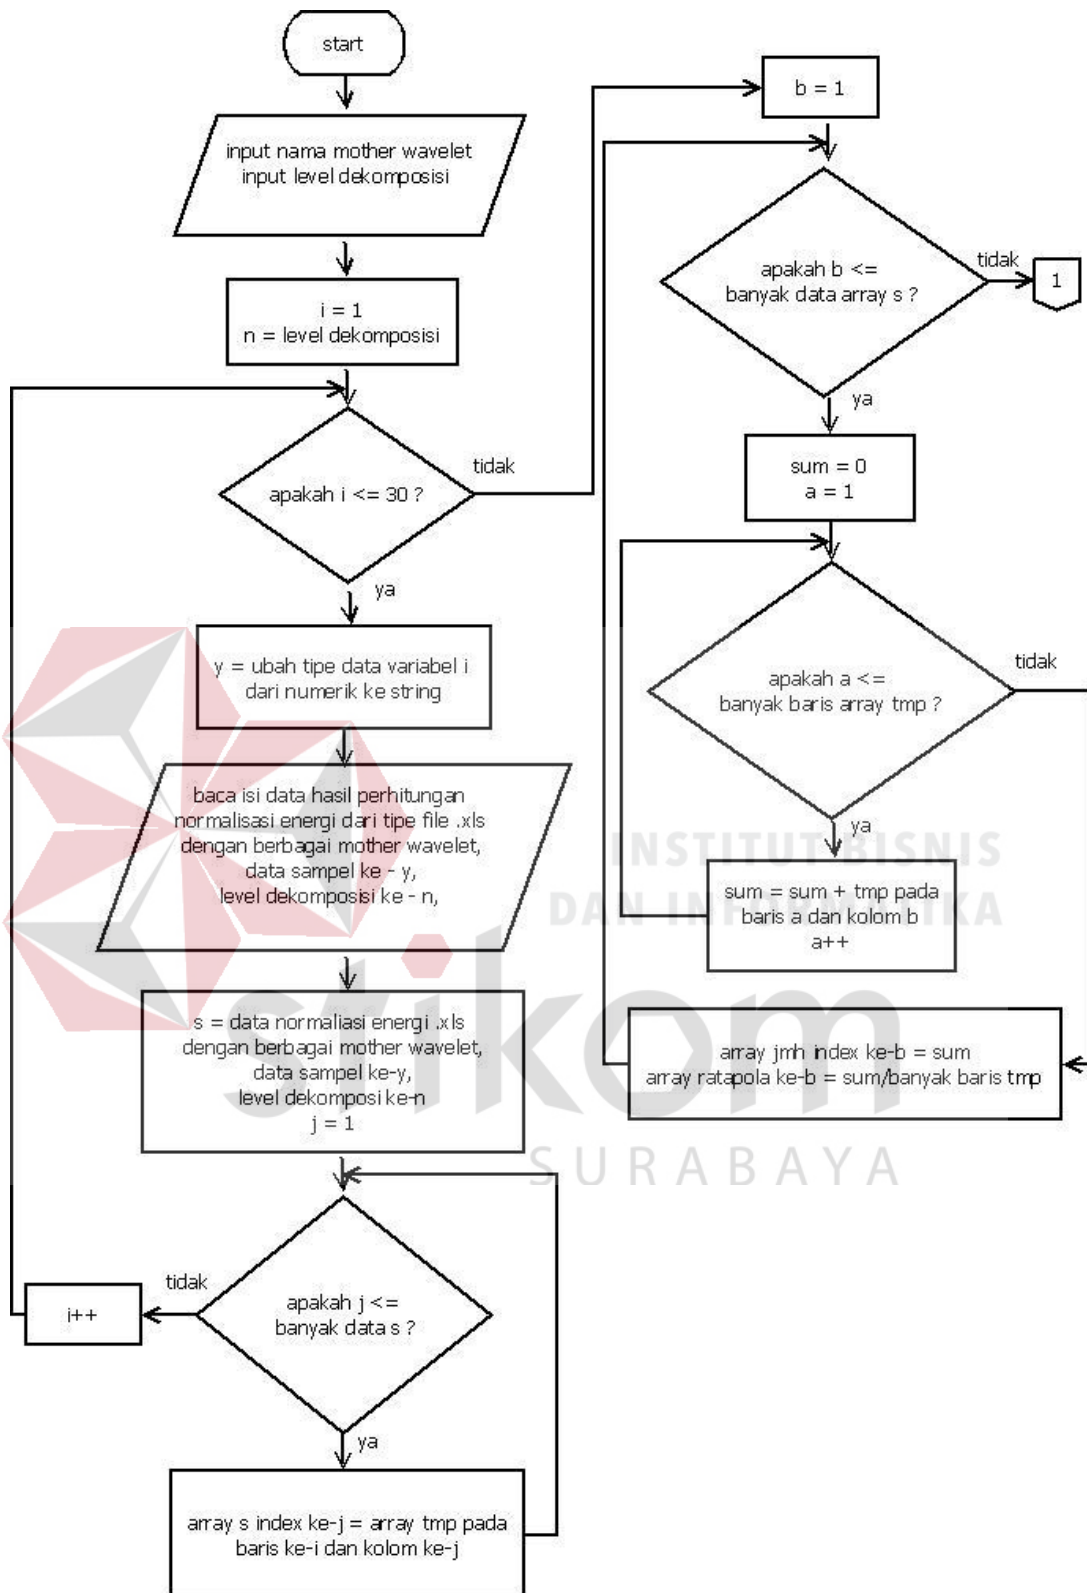 start
input nama mother wavelet
input level dekomposisi
i = 1
n = level dekomposisi
apakah i <= 30 ?
tidak
ya
y = ubah tipe data variabel i
dari numerik ke string
baca isi data hasil perhitungan
normalisasi energi dari tipe file .xls
dengan berbagai mother wavelet,
data sampel ke - y,
level dekomposisi ke - n,
s = data normaliasi energi .xls
dengan berbagai mother wavelet,
data sampel ke-y,
level dekomposi ke-n
j = 1
apakah j <=
banyak data s ?
tidak
i++
ya
array s index ke-j = array tmp pada
baris ke-i dan kolom ke-j
b = 1
apakah b <=
banyak data array s ?
tidak
1
ya
sum = 0
a = 1
apakah a <=
banyak baris array tmp ?
tidak
ya
sum = sum + tmp pada
baris a dan kolom b
a++
array jmh index ke-b = sum
array ratapola ke-b = sum/banyak baris tmp
INSTITUT BISNIS
DAN INFORMATIKA
stikom
SURABAYA